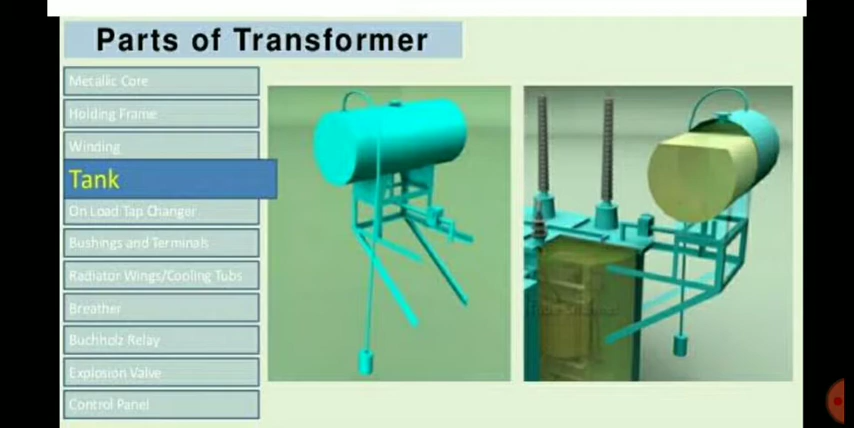 Parts of Transformer
Metallic Core
Holding Frame
Winding
Tank
On Load Tap Changer
Bushings and Terminals
Radiator Wings/Cooling Tubs
Breather
Buchholz Relay
Explosion Valve
Control Panel